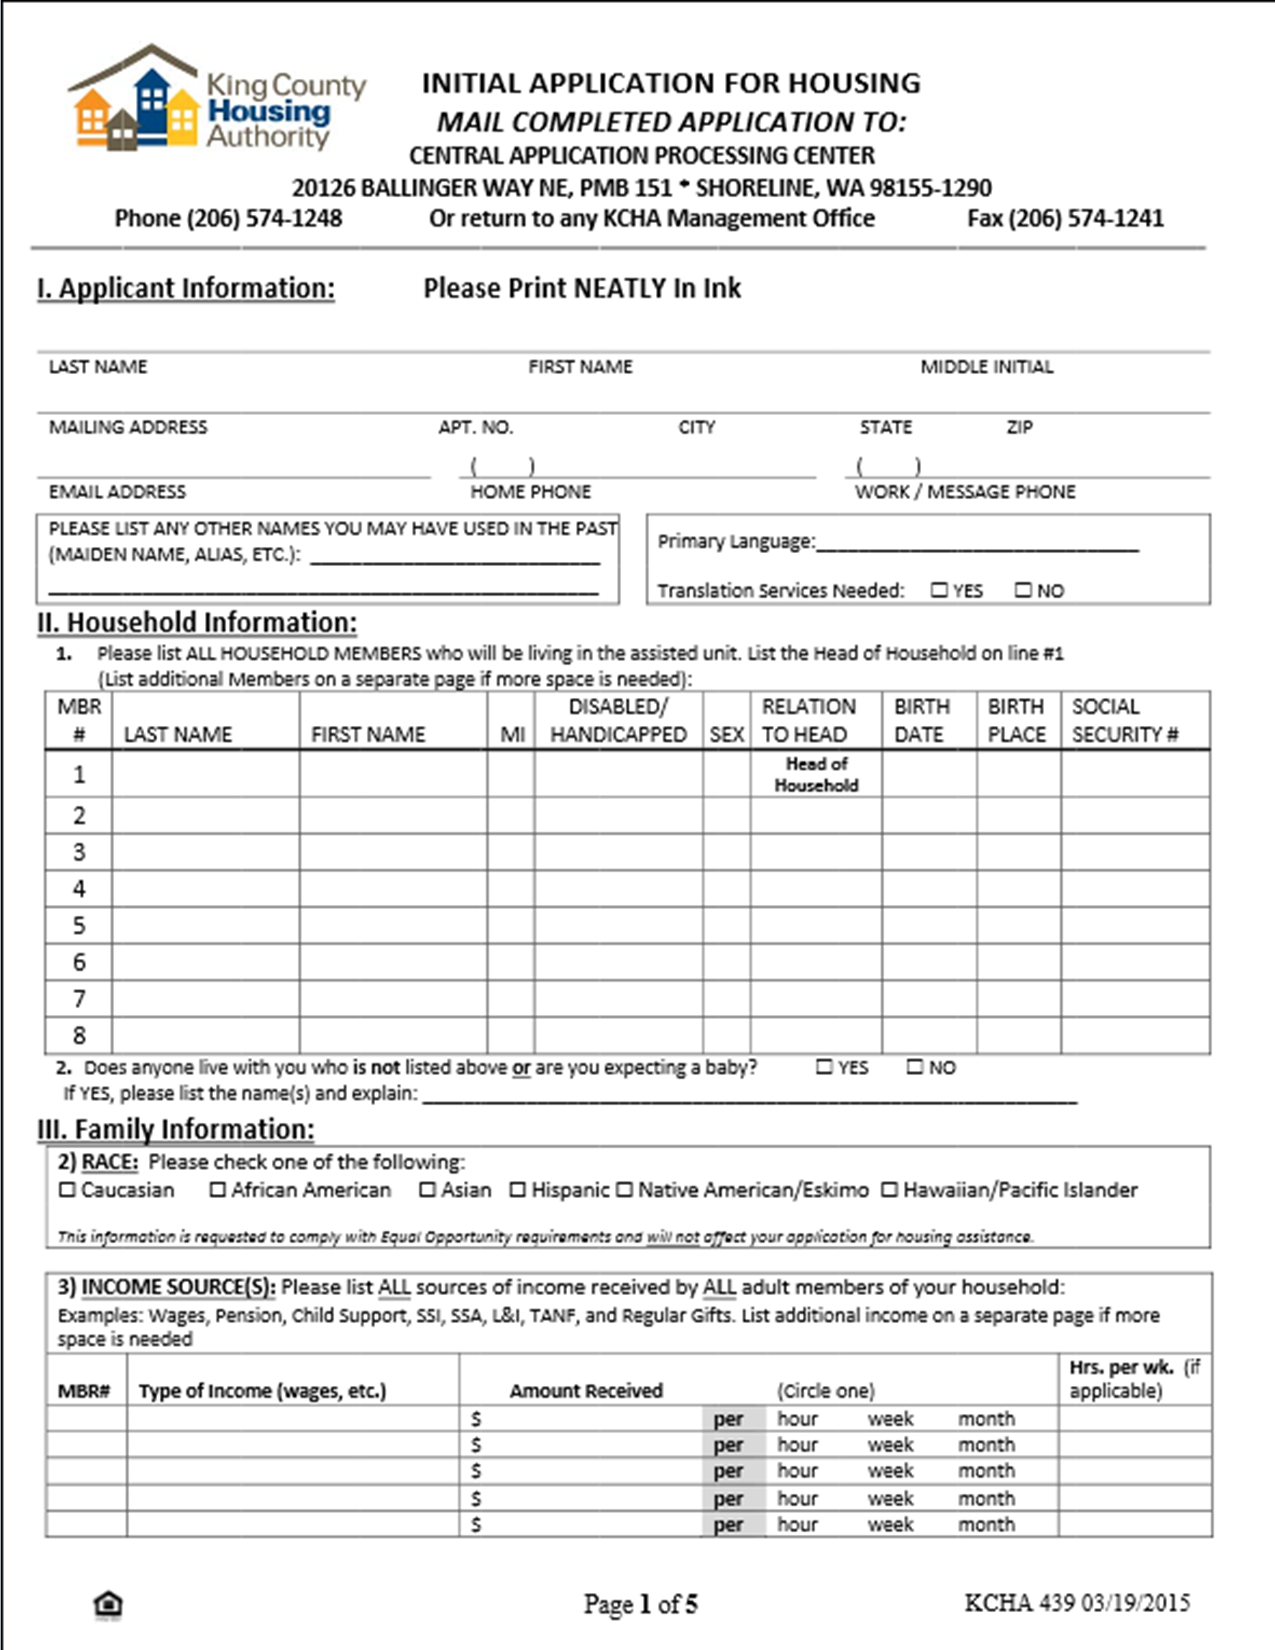 King County
Housing
Authority
INITIAL APPLICATION FOR HOUSING
MAIL COMPLETED APPLICATION TO:
CENTRAL APPLICATION PROCESSING CENTER
20126 BALLINGER WAY NE, PMB 151 * SHORELINE, WA 98155-1290
Phone (206) 574-1248 Or return to any KCHA Management Office Fax (206) 574-1241
I. Applicant Information: Please Print NEATLY In Ink
LAST NAME FIRST NAME MIDDLE INITIAL
MAILING ADDRESS APT. NO. CITY STATE ZIP
( ) ( )
EMAIL ADDRESS HOME PHONE WORK / MESSAGE PHONE
PLEASE LIST ANY OTHER NAMES YOU MAY HAVE USED IN THE PAST
(MAIDEN NAME, ALIAS, ETC.): ____________________________
____________________________________________________
Primary Language:_______________________________
Translation Services Needed: ☐ YES ☐ NO
II. Household Information:
1. Please list ALL HOUSEHOLD MEMBERS who will be living in the assisted unit. List the Head of Household on line #1
(List additional Members on a separate page if more space is needed):
MBR # LAST NAME FIRST NAME MI DISABLED/ HANDICAPPED SEX RELATION TO HEAD BIRTH DATE BIRTH PLACE SOCIAL SECURITY #
1 Head of Household
2
3
4
5
6
7
8
2. Does anyone live with you who is not listed above or are you expecting a baby? ☐ YES ☐ NO
If YES, please list the name(s) and explain: _______________________________________________________________
III. Family Information:
2) RACE: Please check one of the following:
☐ Caucasian ☐ African American ☐ Asian ☐ Hispanic ☐ Native American/Eskimo ☐ Hawaiian/Pacific Islander
This information is requested to comply with Equal Opportunity requirements and will not affect your application for housing assistance.
3) INCOME SOURCE(S): Please list ALL sources of income received by ALL adult members of your household:
Examples: Wages, Pension, Child Support, SSI, SSA, L&I, TANF, and Regular Gifts. List additional income on a separate page if more
space is needed
MBR# Type of Income (wages, etc.) Amount Received (Circle one) Hrs. per wk. (if applicable)
$ per hour week month
$ per hour week month
$ per hour week month
$ per hour week month
$ per hour week month
Page 1 of 5 KCHA 439 03/19/2015